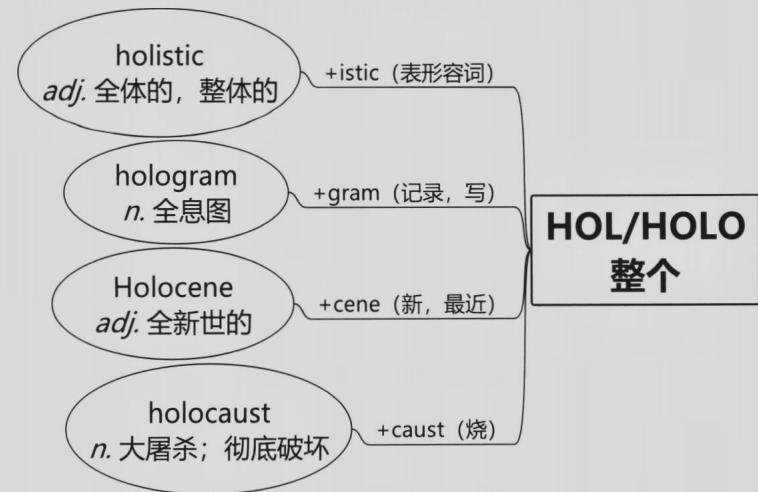 holistic
adj. 全体的，整体的
+istic（表形容词）
hologram
n. 全息图
+gram（记录，写）
HOL/HOLO
整个
Holocene
adj. 全新世的
+cene（新，最近）
holocaust
n. 大屠杀；彻底破坏
+caust（烧）